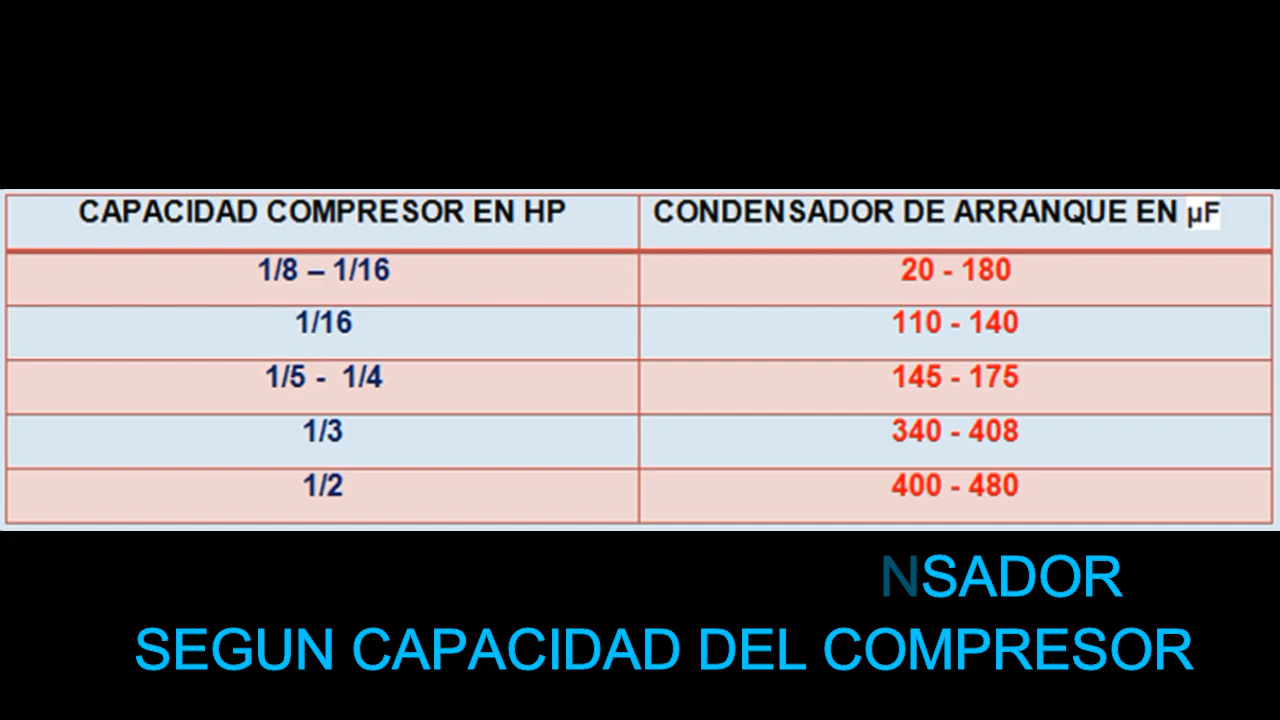 CAPACIDAD COMPRESOR EN HP CONDENSADOR DE ARRANQUE EN µF
1/8 – 1/16 20 - 180
1/16 110 - 140
1/5 - 1/4 145 - 175
1/3 340 - 408
1/2 400 - 480
NSADOR
SEGUN CAPACIDAD DEL COMPRESOR